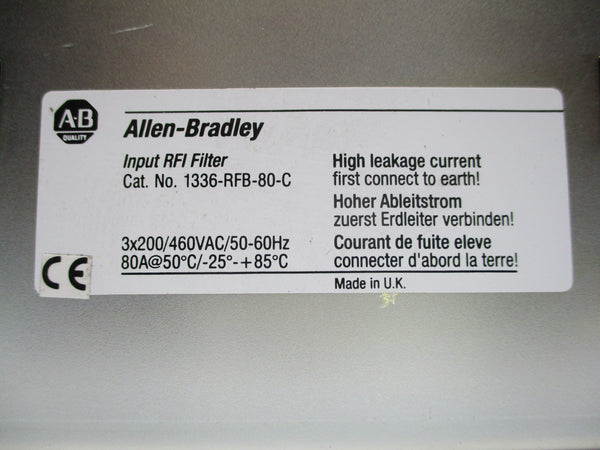 A-B
QUALITY
Allen-Bradley
Input RFI Filter
Cat. No. 1336-RFB-80-C
3x200/460VAC/50-60Hz
80A@50°C/-25°-+85°C
CE
High leakage current
first connect to earth!
Hoher Ableitstrom
zuerst Erdleiter verbinden!
Courant de fuite eleve
connecter d'abord la terre!
Made in U.K.